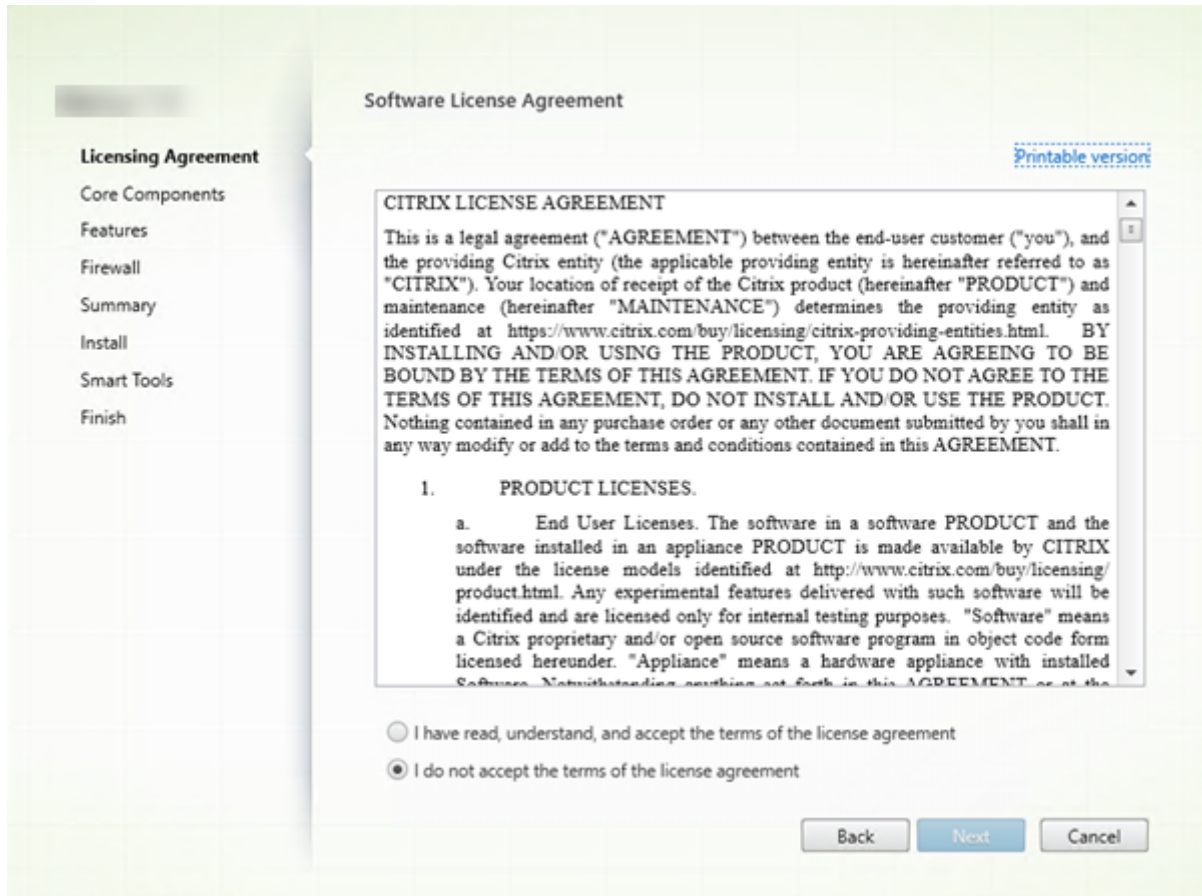 Software License Agreement
Licensing Agreement
Core Components
Features
Firewall
Summary
Install
Smart Tools
Finish
Printable version
CITRIX LICENSE AGREEMENT
This is a legal agreement ("AGREEMENT") between the end-user customer ("you"), and
the providing Citrix entity (the applicable providing entity is hereinafter referred to as
"CITRIX"). Your location of receipt of the Citrix product (hereinafter "PRODUCT") and
maintenance (hereinafter "MAINTENANCE") determines the providing entity as
identified at https://www.citrix.com/buy/licensing/citrix-providing-entities.html. BY
INSTALLING AND/OR USING THE PRODUCT, YOU ARE AGREEING TO BE
BOUND BY THE TERMS OF THIS AGREEMENT. IF YOU DO NOT AGREE TO THE
TERMS OF THIS AGREEMENT, DO NOT INSTALL AND/OR USE THE PRODUCT.
Nothing contained in any purchase order or any other document submitted by you shall in
any way modify or add to the terms and conditions contained in this AGREEMENT.
1. PRODUCT LICENSES.
a. End User Licenses. The software in a software PRODUCT and the
software installed in an appliance PRODUCT is made available by CITRIX
under the license models identified at http://www.citrix.com/buy/licensing/
product.html. Any experimental features delivered with such software will be
identified and are licensed only for internal testing purposes. "Software" means
a Citrix proprietary and/or open source software program in object code form
licensed hereunder. "Appliance" means a hardware appliance with installed
Software. Notwithstanding anything set forth in this AGREEMENT or at the
I have read, understand, and accept the terms of the license agreement
I do not accept the terms of the license agreement
Back
Next
Cancel